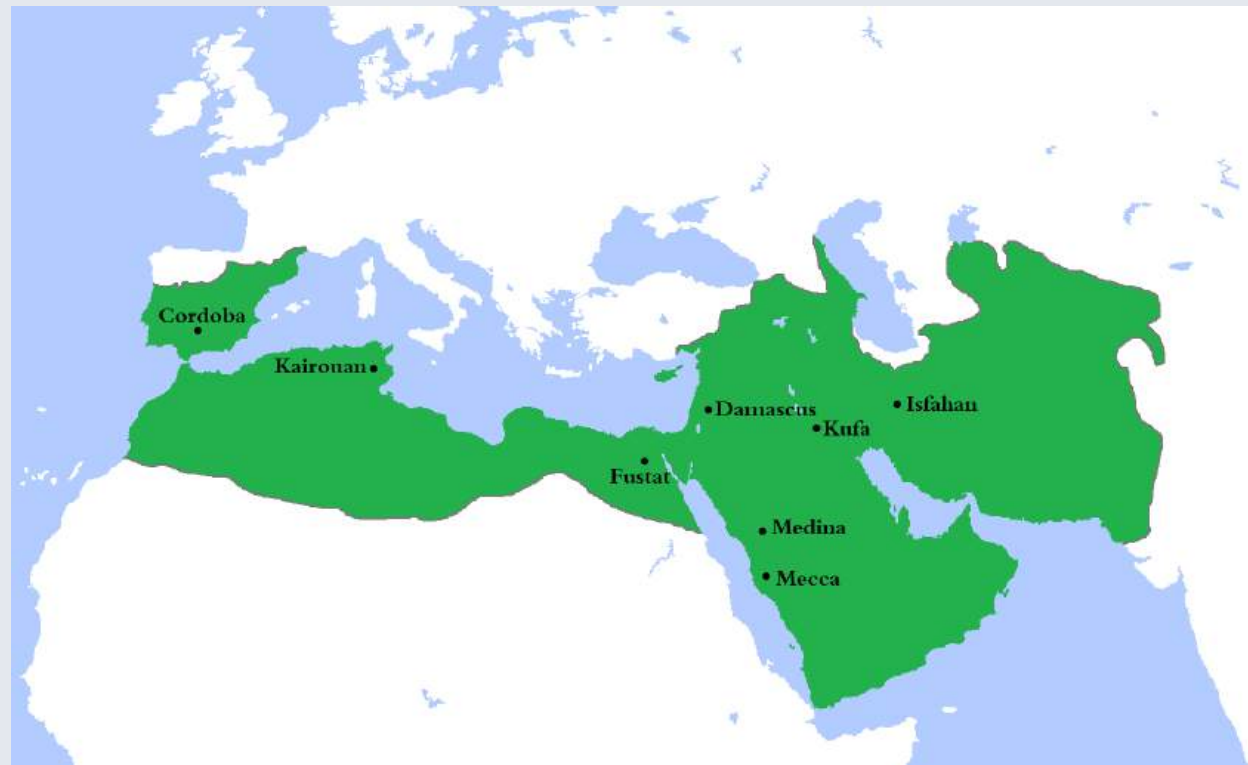 Cordoba
Kairouan
Damascus
Isfahan
Kufa
Fustat
Medina
Mecca